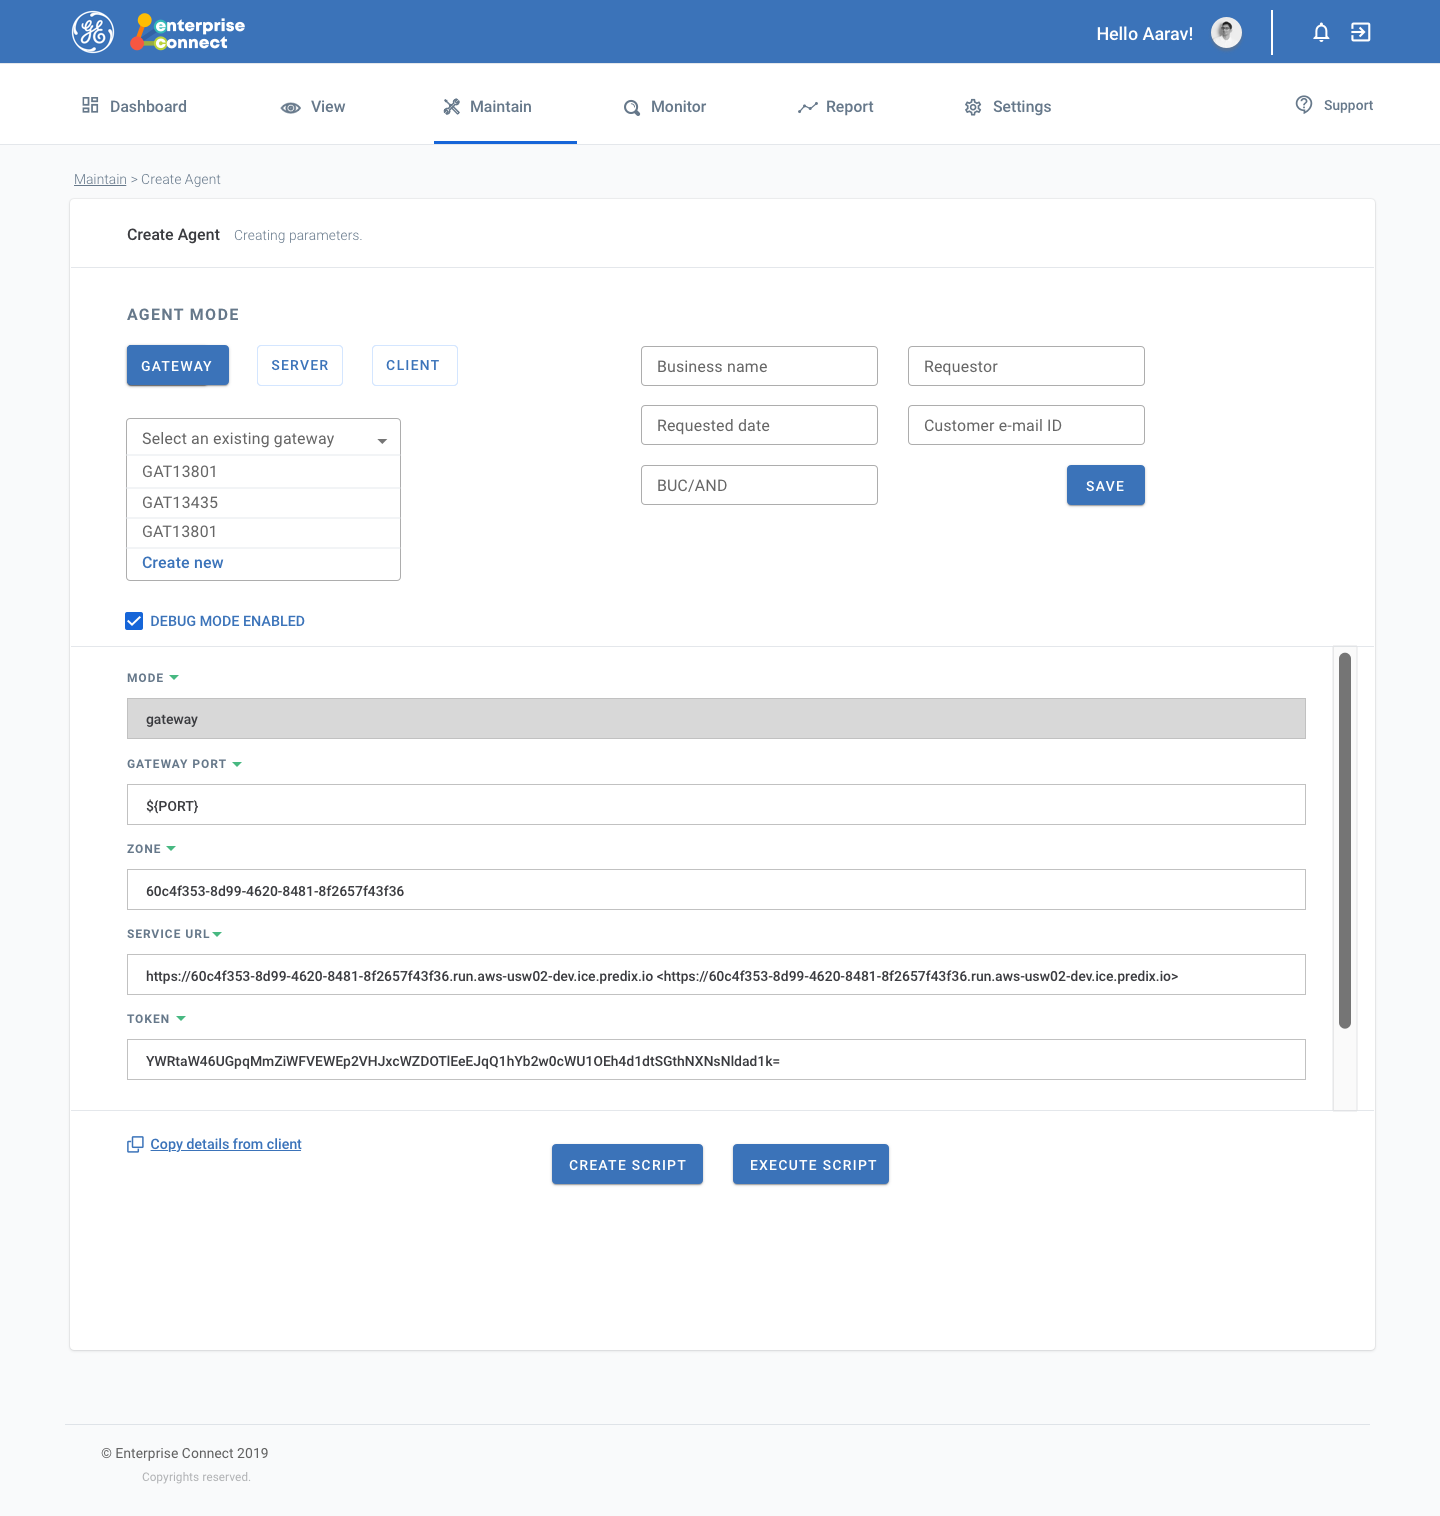 GE enterprise connect
Hello Aarav!
Dashboard View Maintain Monitor Report Settings Support
Maintain > Create Agent
Create Agent Creating parameters.
AGENT MODE
GATEWAY SERVER CLIENT
Business name Requestor
Select an existing gateway
Requested date Customer e-mail ID
GAT13801
BUC/AND SAVE
GAT13435
GAT13801
Create new
DEBUG MODE ENABLED
MODE
gateway
GATEWAY PORT
${PORT}
ZONE
60c4f353-8d99-4620-8481-8f2657f43f36
SERVICE URL
https://60c4f353-8d99-4620-8481-8f2657f43f36.run.aws-usw02-dev.ice.predix.io <https://60c4f353-8d99-4620-8481-8f2657f43f36.run.aws-usw02-dev.ice.predix.io>
TOKEN
YWRtaW46UGpqMmZiWFVEWEp2VHJxcWZDOTlEeEJqQ1hYb2w0cWU1OEh4d1dtSGthNXNsNldad1k=
Copy details from client
CREATE SCRIPT EXECUTE SCRIPT
© Enterprise Connect 2019
Copyrights reserved.